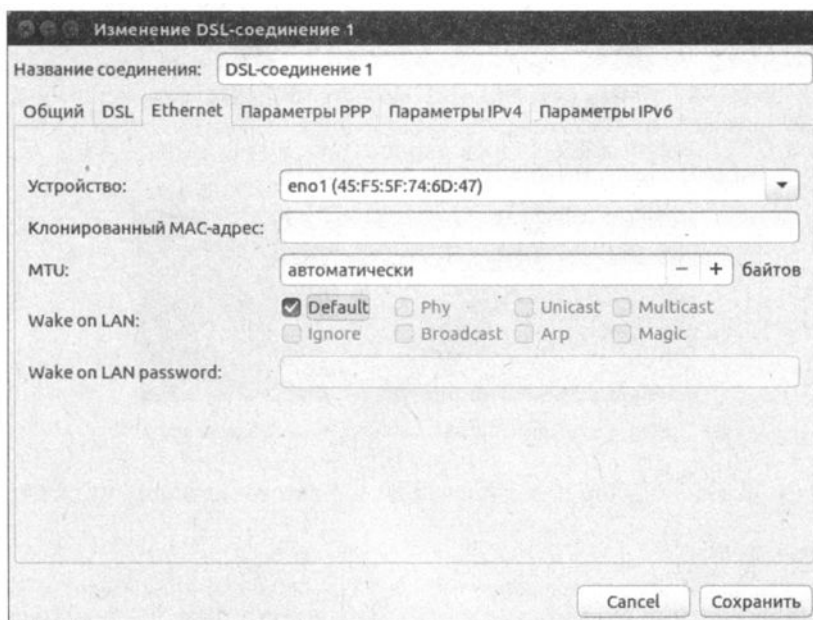 Изменение DSL-соединение 1
Название соединения: DSL-соединение 1
Общий DSL Ethernet Параметры PPP Параметры IPv4 Параметры IPv6
Устройство: eno1 (45:F5:5F:74:6D:47)
Клонированный MAC-адрес:
MTU: автоматически − + байтов
Wake on LAN: Default Phy Unicast Multicast
Ignore Broadcast Arp Magic
Wake on LAN password:
Cancel Сохранить